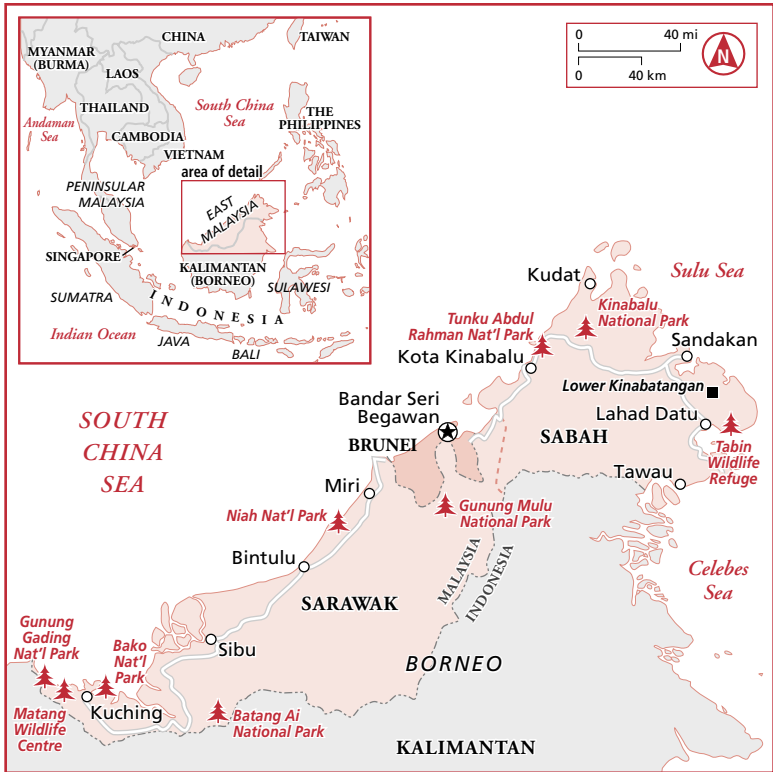 CHINA
TAIWAN
MYANMAR
(BURMA)
LAOS
THAILAND
South China
Sea
THE
PHILIPPINES
Andaman
Sea
CAMBODIA
VIETNAM
area of detail
PENINSULAR
MALAYSIA
EAST
MALAYSIA
SINGAPORE
KALIMANTAN
(BORNEO)
SULAWESI
SUMATRA
INDONESIA
Indian Ocean
JAVA
BALI
0 40 mi
0 40 km
N
Kudat
Sulu Sea
Tunku Abdul
Rahman Nat'l Park
Kinabalu
National Park
Kota Kinabalu
Sandakan
Lower Kinabatangan
Bandar Seri
Begawan
Lahad Datu
BRUNEI
SABAH
Tabin
Wildlife
Refuge
SOUTH
CHINA
SEA
Tawau
Miri
Niah Nat'l Park
Gunung Mulu
National Park
Bintulu
MALAYSIA
INDONESIA
Celebes
Sea
SARAWAK
Gunung
Gading
Nat'l Park
Bako
Nat'l
Park
Sibu
BORNEO
Kuching
Matang
Wildlife
Centre
Batang Ai
National Park
KALIMANTAN